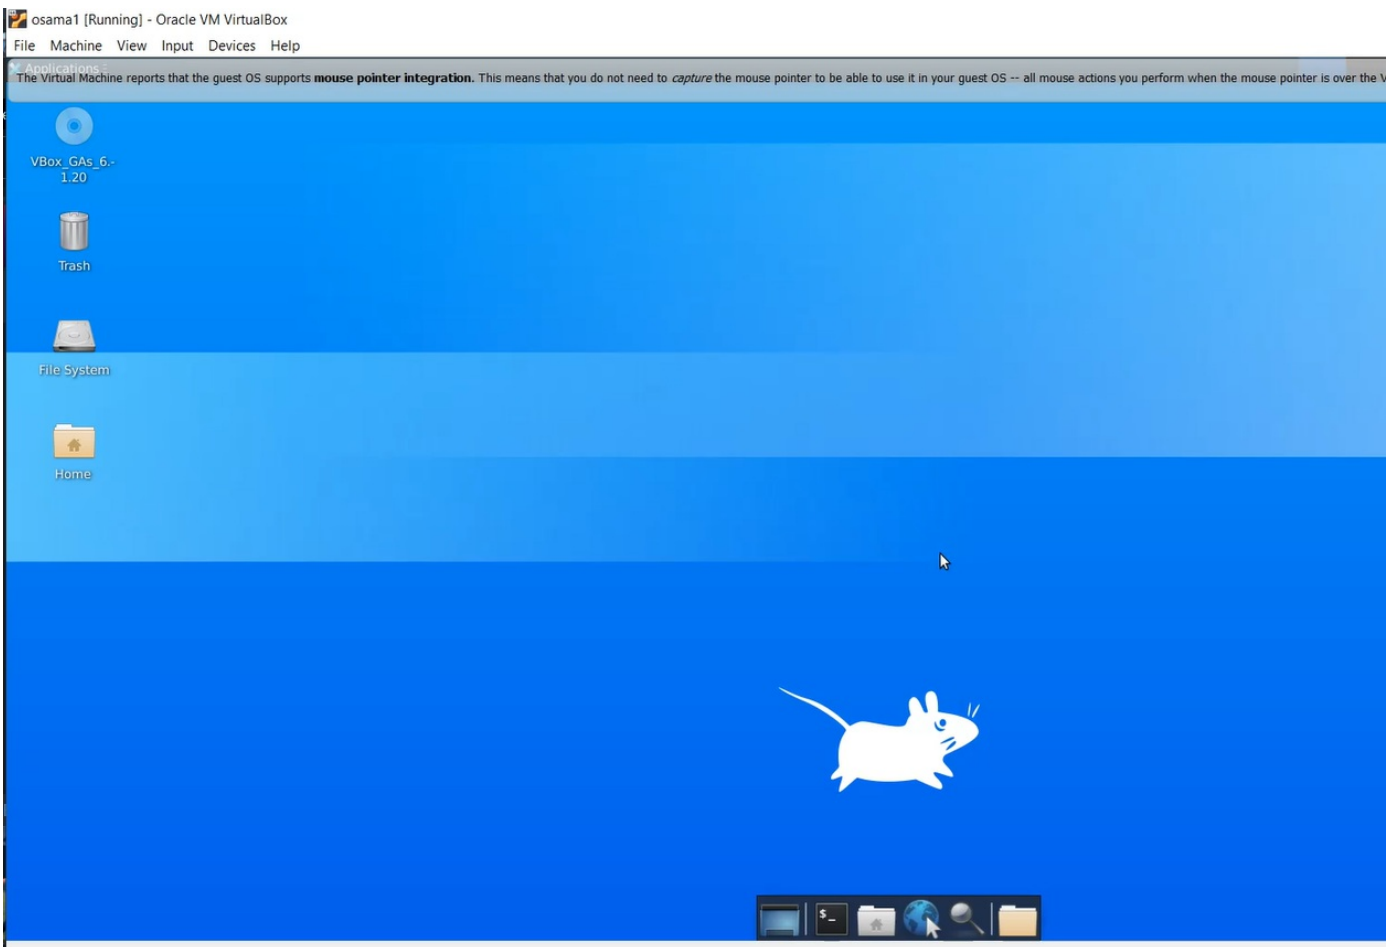 osama1 [Running] - Oracle VM VirtualBox
File Machine View Input Devices Help
Applications
The Virtual Machine reports that the guest OS supports mouse pointer integration. This means that you do not need to capture the mouse pointer to be able to use it in your guest OS -- all mouse actions you perform when the mouse pointer is over the V
VBox_GAs_6.-
1.20
Trash
File System
Home
$_